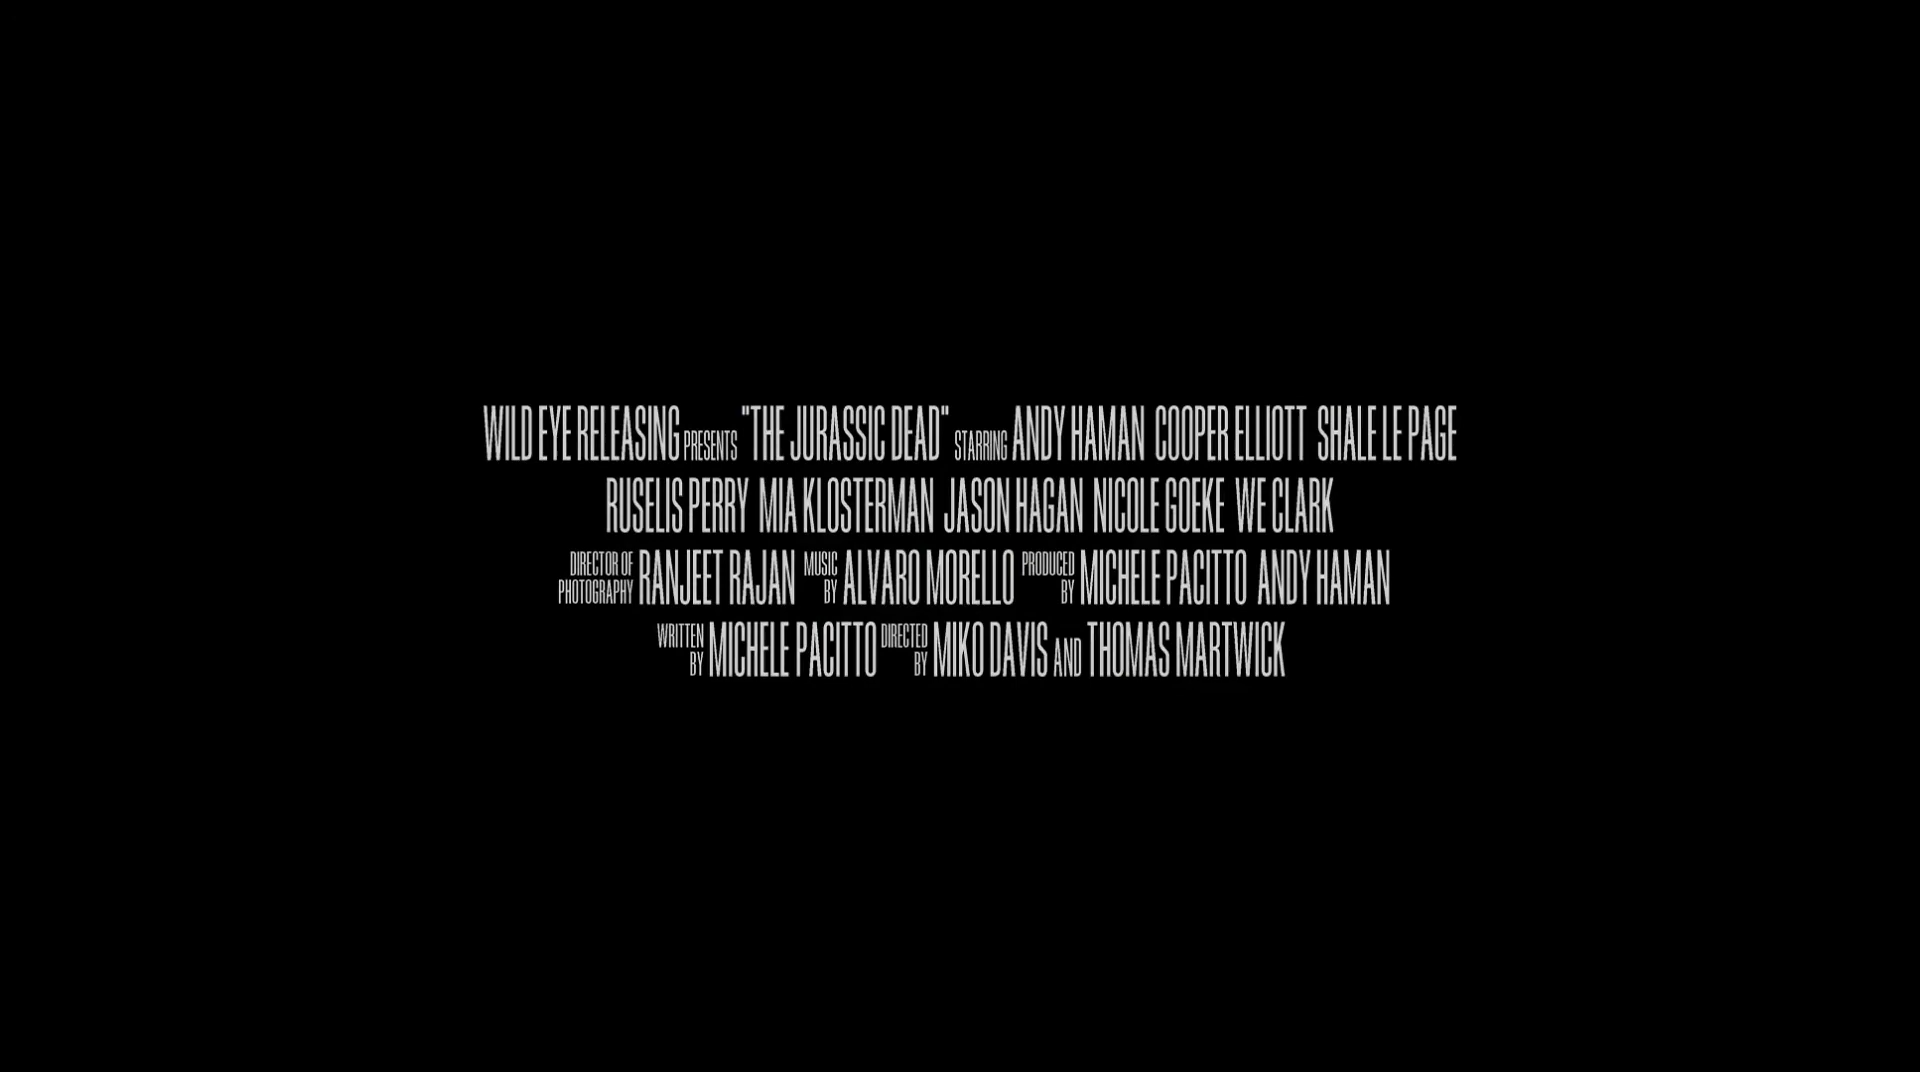 WILD EYE RELEASING PRESENTS "THE JURASSIC DEAD" STARRING ANDY HAMAN COOPER ELLIOTT SHALE LE PAGE
RUSELIS PERRY MIA KLOSTERMAN JASON HAGAN NICOLE GOEKE WE CLARK
DIRECTOR OF PHOTOGRAPHY RANJEET RAJAN MUSIC BY ALVARO MORELLO PRODUCED BY MICHELE PACITTO ANDY HAMAN
WRITTEN BY MICHELE PACITTO DIRECTED BY MIKO DAVIS AND THOMAS MARTWICK